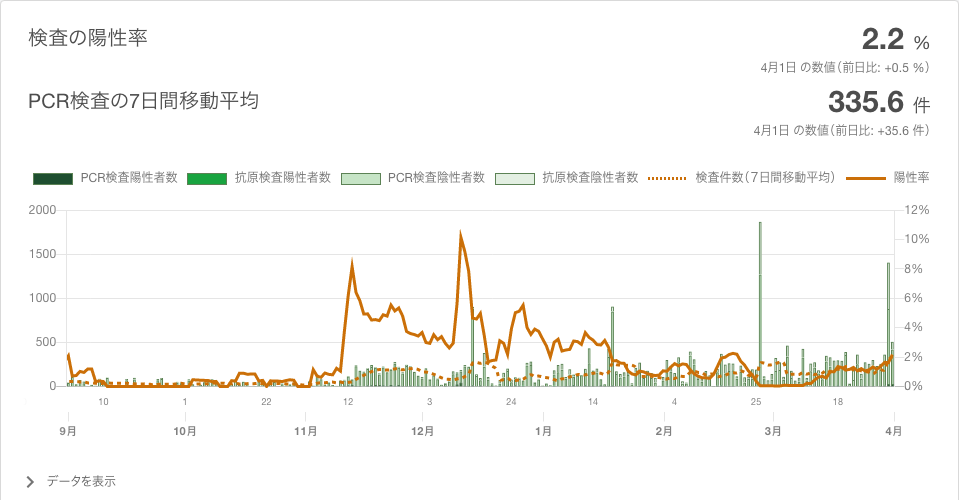 検査の陽性率
2.2 %
4月1日 の数値（前日比: +0.5 %）
PCR検査の7日間移動平均
335.6 件
4月1日 の数値（前日比: +35.6 件）
PCR検査陽性者数 抗原検査陽性者数 PCR検査陰性者数 抗原検査陰性者数 検査件数（7日間移動平均） 陽性率
2000 12%
10%
1500
8%
1000 6%
4%
500
2%
0 0%
10 1 22 12 3 24 14 4 25 18
9月 10月 11月 12月 1月 2月 3月 4月
データを表示